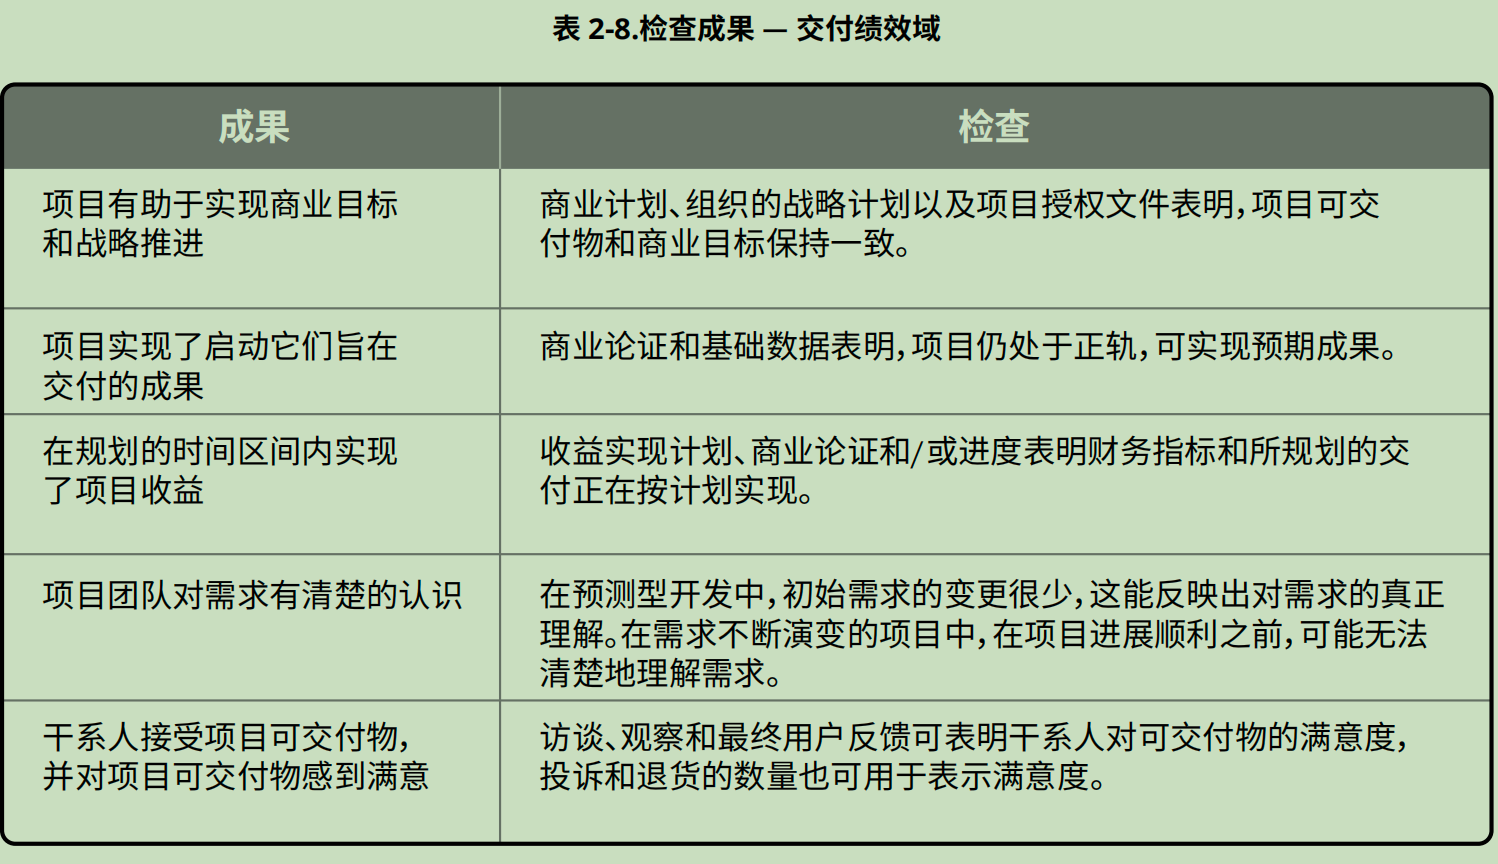 表 2-8.检查成果 — 交付绩效域
成果
检查
项目有助于实现商业目标
和战略推进
商业计划、组织的战略计划以及项目授权文件表明，项目可交
付物和商业目标保持一致。
项目实现了启动它们旨在
交付的成果
商业论证和基础数据表明，项目仍处于正轨，可实现预期成果。
在规划的时间区间内实现
了项目收益
收益实现计划、商业论证和/或进度表明财务指标和所规划的交
付正在按计划实现。
项目团队对需求有清楚的认识
在预测型开发中，初始需求的变更很少，这能反映出对需求的真正
理解。在需求不断演变的项目中，在项目进展顺利之前，可能无法
清楚地理解需求。
干系人接受项目可交付物，
并对项目可交付物感到满意
访谈、观察和最终用户反馈可表明干系人对可交付物的满意度，
投诉和退货的数量也可用于表示满意度。